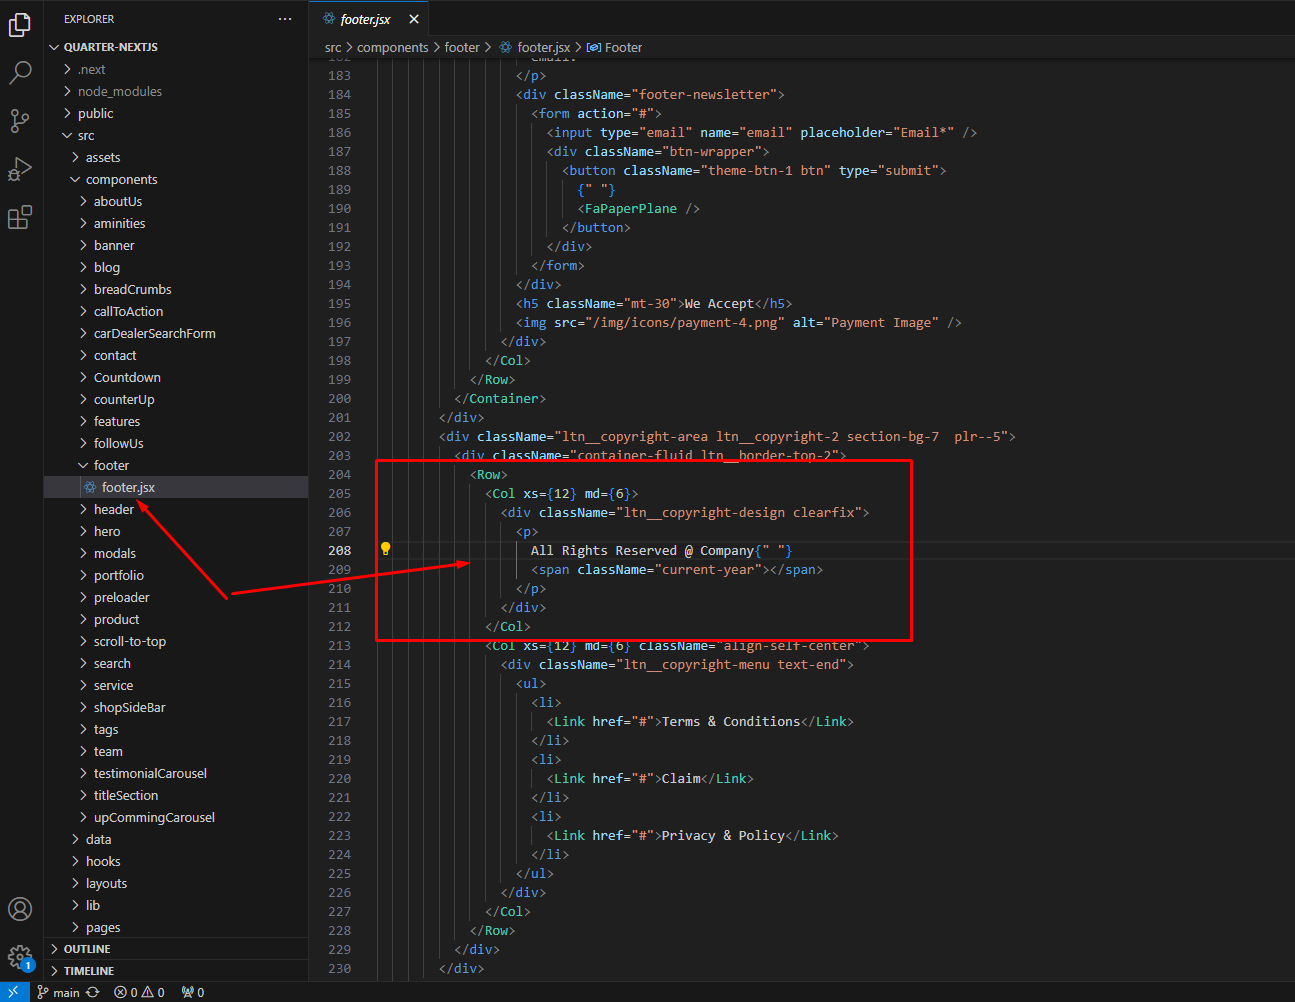 EXPLORER
QUARTER-NEXTJS
.next
node_modules
public
src
assets
components
aboutUs
aminities
banner
blog
breadCrumbs
callToAction
carDealerSearchForm
contact
Countdown
counterUp
features
followUs
footer
footer.jsx
header
hero
modals
portfolio
preloader
product
scroll-to-top
search
service
shopSideBar
tags
team
testimonialCarousel
titleSection
upCommingCarousel
data
hooks
layouts
lib
pages
OUTLINE
TIMELINE
footer.jsx
src > components > footer > footer.jsx > Footer
182 email.
183 </p>
184 <div className="footer-newsletter">
185 <form action="#">
186 <input type="email" name="email" placeholder="Email*" />
187 <div className="btn-wrapper">
188 <button className="theme-btn-1 btn" type="submit">
189 {" "}
190 <FaPaperPlane />
191 </button>
192 </div>
193 </form>
194 </div>
195 <h5 className="mt-30">We Accept</h5>
196 <img src="/img/icons/payment-4.png" alt="Payment Image" />
197 </div>
198 </Col>
199 </Row>
200 </Container>
201 </div>
202 <div className="ltn__copyright-area ltn__copyright-2 section-bg-7  plr--5">
203 <div className="container-fluid ltn__border-top-2">
204 <Row>
205 <Col xs={12} md={6}>
206 <div className="ltn__copyright-design clearfix">
207 <p>
208 All Rights Reserved @ Company{" "}
209 <span className="current-year"></span>
210 </p>
211 </div>
212 </Col>
213 <Col xs={12} md={6} className="align-self-center">
214 <div className="ltn__copyright-menu text-end">
215 <ul>
216 <li>
217 <Link href="#">Terms & Conditions</Link>
218 </li>
219 <li>
220 <Link href="#">Claim</Link>
221 </li>
222 <li>
223 <Link href="#">Privacy & Policy</Link>
224 </li>
225 </ul>
226 </div>
227 </Col>
228 </Row>
229 </div>
230 </div>
1
main 0 0 0